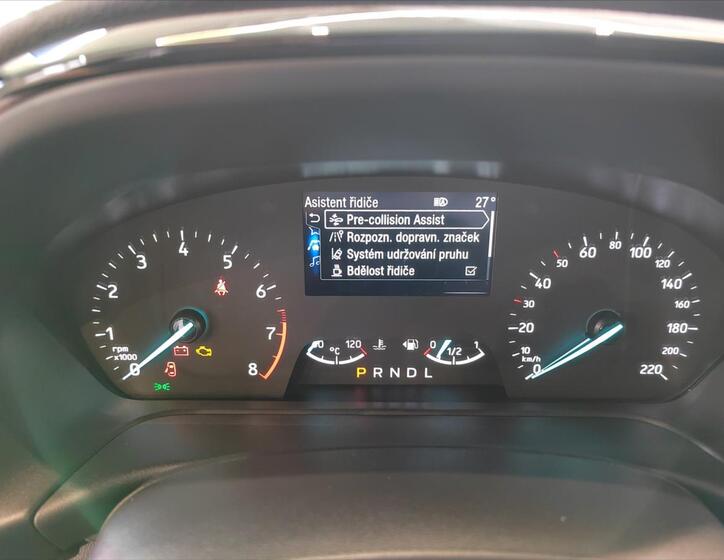 Asistent řidiče 27°
Pre-collision Assist
Rozpozn. dopravn. značek
Systém udržování pruhu
Bdělost řidiče
0 1 2 3 4 5 6 7 8
rpm
x1000
°C 120
0 1/2 1
P R N D L
0 10 20 30 40 50 60 80 100 120 140 160 180 200 220
km/h